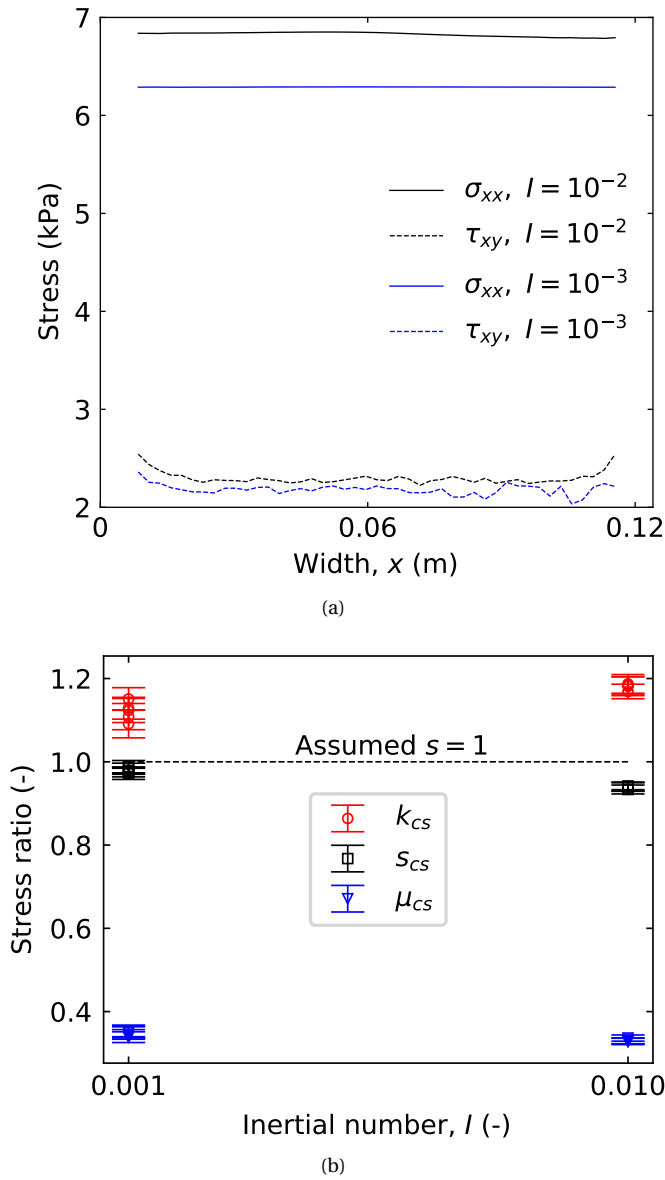 7
6
5
4
3
2
Stress (kPa)
σxx, I = 10⁻²
τxy, I = 10⁻²
σxx, I = 10⁻³
τxy, I = 10⁻³
0 0.06 0.12
Width, x (m)
(a)
1.2
1.0
0.8
0.6
0.4
Stress ratio (-)
Assumed s = 1
kcs
scs
μcs
0.001 0.010
Inertial number, I (-)
(b)